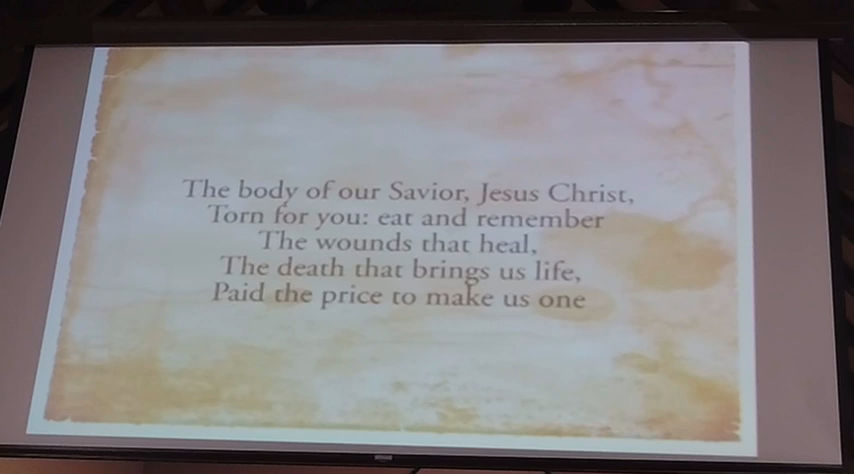 The body of our Savior, Jesus Christ,
Torn for you: eat and remember
The wounds that heal,
The death that brings us life,
Paid the price to make us one